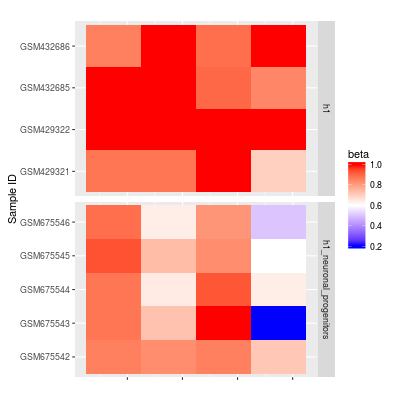 GSM432686
GSM432685
GSM429322
GSM429321
h1
GSM675546
GSM675545
GSM675544
GSM675543
GSM675542
h1_neuronal_progenitors
Sample ID
beta
1.0
0.8
0.6
0.4
0.2